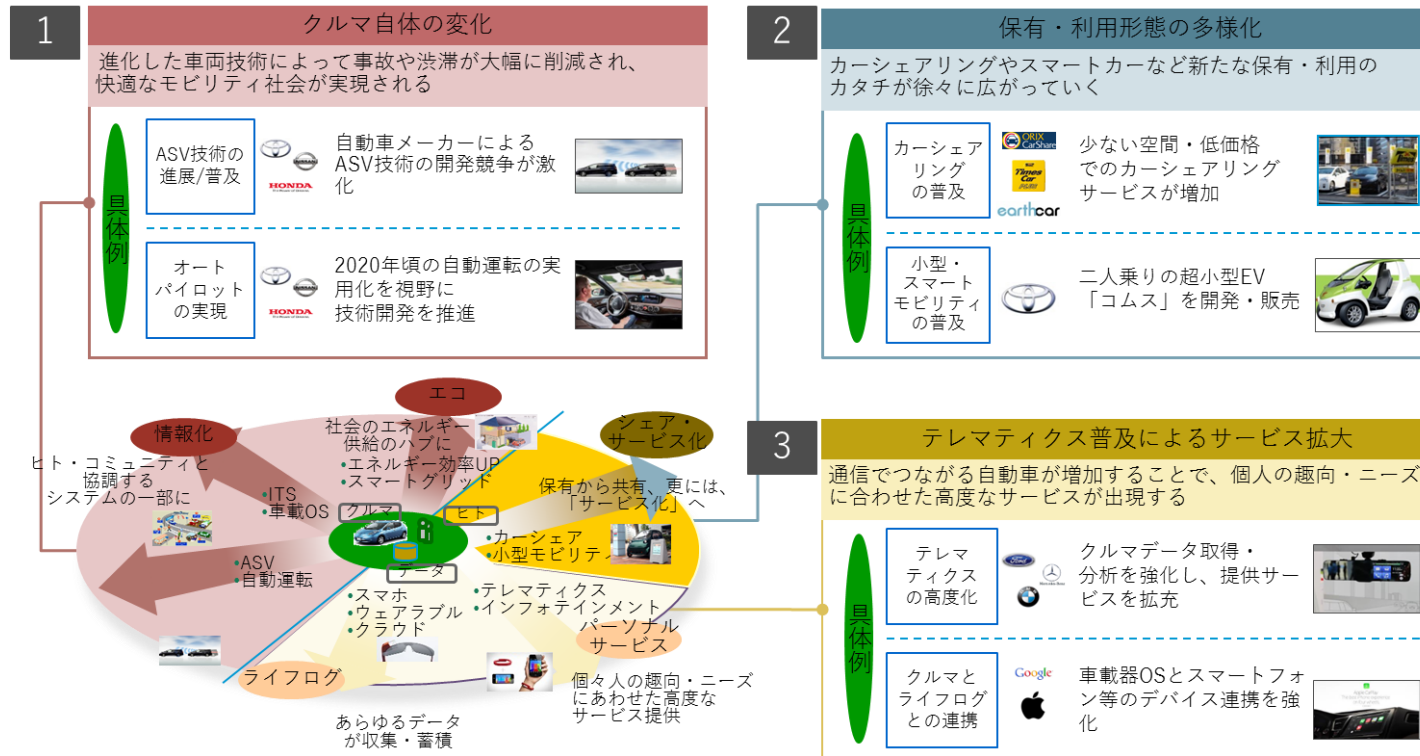 1
クルマ自体の変化
進化した車両技術によって事故や渋滞が大幅に削減され、
快適なモビリティ社会が実現される
具体例
ASV技術の
進展/普及
NISSAN
HONDA
自動車メーカーによる
ASV技術の開発競争が激
化
オート
パイロット
の実現
NISSAN
HONDA
2020年頃の自動運転の実
用化を視野に
技術開発を推進
2
保有・利用形態の多様化
カーシェアリングやスマートカーなど新たな保有・利用の
カタチが徐々に広がっていく
具体例
カーシェア
リング
の普及
ORIX
CarShare
Times
Car
PLUS
earthcar
少ない空間・低価格
でのカーシェアリング
サービスが増加
小型・
スマート
モビリティ
の普及
二人乗りの超小型EV
「コムス」を開発・販売
3
テレマティクス普及によるサービス拡大
通信でつながる自動車が増加することで、個人の趣向・ニーズ
に合わせた高度なサービスが出現する
具体例
テレマ
ティクス
の高度化
Ford
Mercedes-Benz
BMW
クルマデータ取得・
分析を強化し、提供サー
ビスを拡充
クルマと
ライフログ
との連携
Google
車載器OSとスマートフォ
ン等のデバイス連携を強
化
エコ
社会のエネルギー
供給のハブに
・エネルギー効率UP
・スマートグリッド
情報化
ヒト・コミュニティと
協調する
システムの一部に
・ITS
・車載OS
クルマ
ヒト
データ
シェア・
サービス化
保有から共有、更には、
「サービス化」へ
・カーシェア
・小型モビリティ
・ASV
・自動運転
・スマホ
・ウェアラブル
・クラウド
・テレマティクス
・インフォテインメント
パーソナル
サービス
ライフログ
個々人の趣向・ニーズ
にあわせた高度な
サービス提供
あらゆるデータ
が収集・蓄積